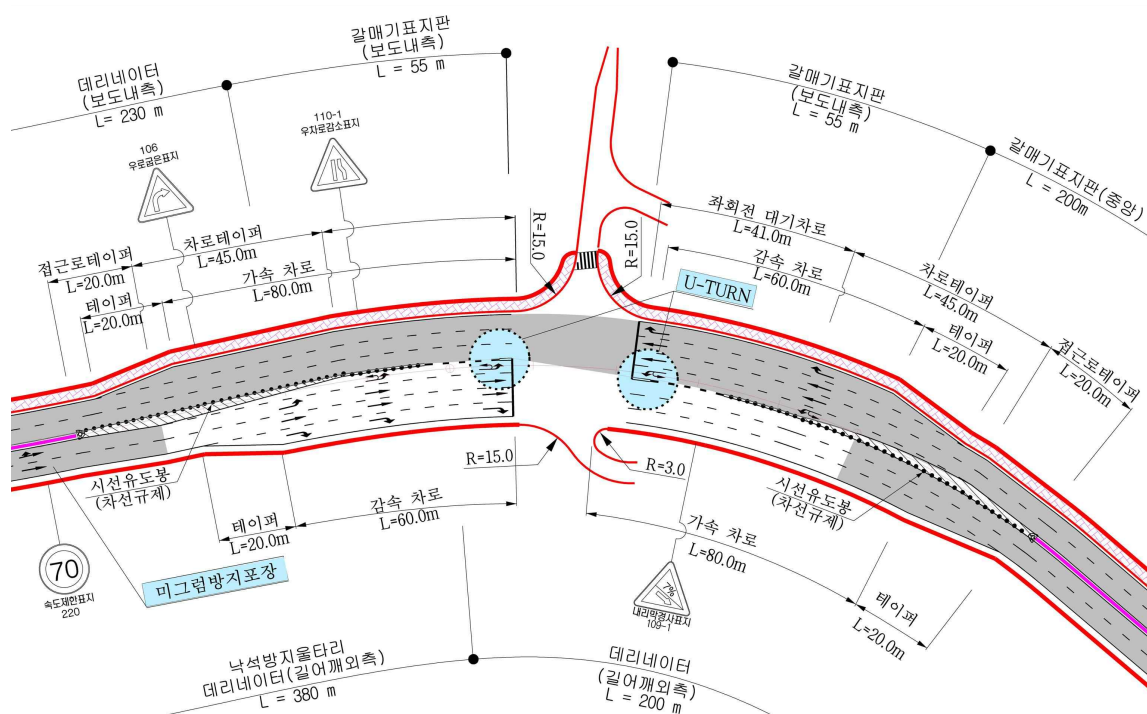 데리네이터
(보도내측)
L= 230 m
갈매기표지판
(보도내측)
L = 55 m
갈매기표지판
(보도내측)
L= 55 m
갈매기표지판(중앙)
L = 200m
106
우로굽은표지
110-1
우차로감소표지
접근로테이퍼
L=20.0m
차로테이퍼
L=45.0m
테이퍼
L=20.0m
가속 차로
L=80.0m
R=15.0
R=15.0
좌회전 대기차로
L=41.0m
감속 차로
L=60.0m
차로테이퍼
L=45.0m
테이퍼
L=20.0m
접근로테이퍼
L=20.0m
U-TURN
시선유도봉
(차선규제)
R=15.0
R=3.0
시선유도봉
(차선규제)
테이퍼
L=20.0m
감속 차로
L=60.0m
가속 차로
L=80.0m
테이퍼
L=20.0m
70
속도제한표지
220
미그럼방지포장
7%
내리막경사표지
109-1
낙석방지울타리
데리네이터(길어깨외측)
L = 380 m
데리네이터
(길어깨외측)
L = 200 m